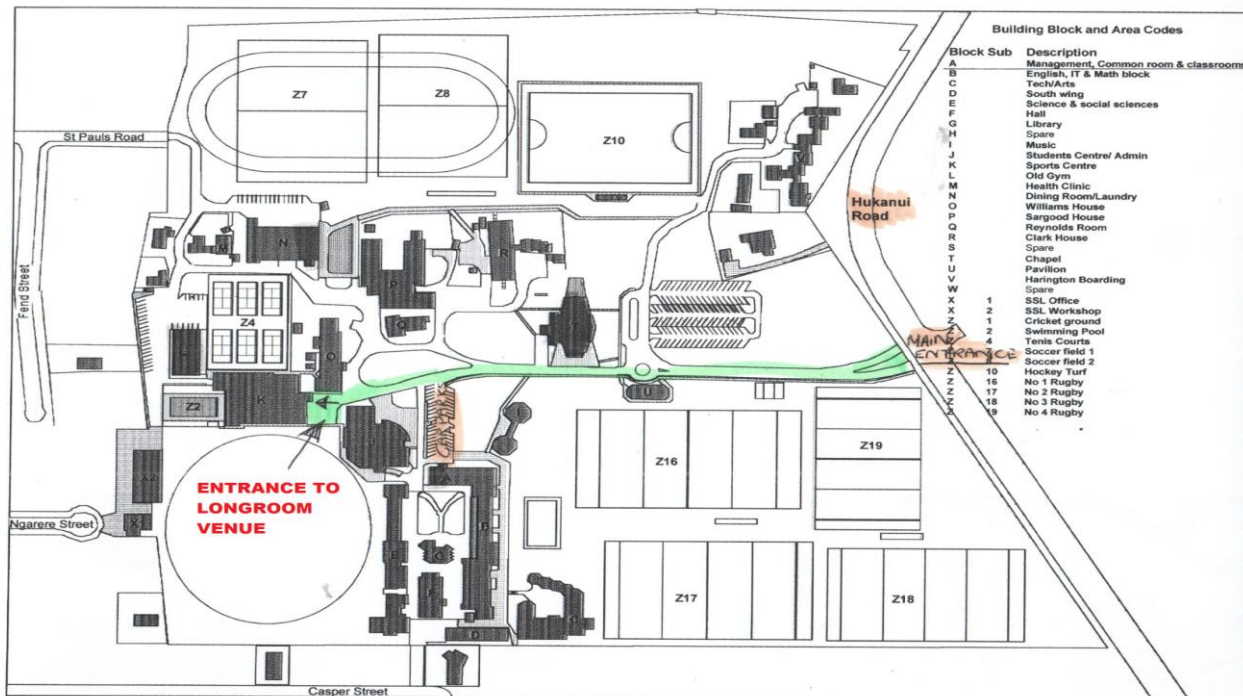 Building Block and Area Codes
Block Sub Description
A Management, Common room & classrooms
B English, IT & Math block
C Tech/Arts
D South wing
E Science & social sciences
F Hall
G Library
H Spare
I Music
J Students Centre/ Admin
K Sports Centre
L Old Gym
M Health Clinic
N Dining Room/Laundry
O Williams House
P Sargood House
Q Reynolds Room
R Clark House
S Spare
T Chapel
U Pavilion
V Harington Boarding
W Spare
X 1 SSL Office
X 2 SSL Workshop
Z 1 Cricket ground
Z 2 Swimming Pool
4 Tenis Courts
Soccer field 1
Soccer field 2
Z 10 Hockey Turf
Z 16 No 1 Rugby
Z 17 No 2 Rugby
Z 18 No 3 Rugby
Z 19 No 4 Rugby
MAIN
ENTRANCE
Hukanui
Road
St Pauls Road
Fend Street
Z7
Z8
Z10
M
N
R
P
Z4
Q
O
Z2
K
U
CARPARK
ENTRANCE TO
LONGROOM
VENUE
X2
X1
Ngarere Street
A
B
E
G
D
Z16
Z19
Z17
Z18
Casper Street